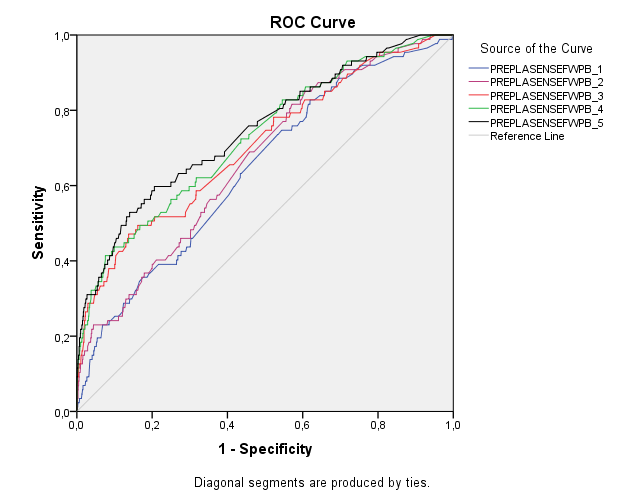 ROC Curve
Sensitivity
1,0
0,8
0,6
0,4
0,2
0,0
0,0 0,2 0,4 0,6 0,8 1,0
1 - Specificity
Source of the Curve
PREPLASENSEFWPB_1
PREPLASENSEFWPB_2
PREPLASENSEFWPB_3
PREPLASENSEFWPB_4
PREPLASENSEFWPB_5
Reference Line
Diagonal segments are produced by ties.